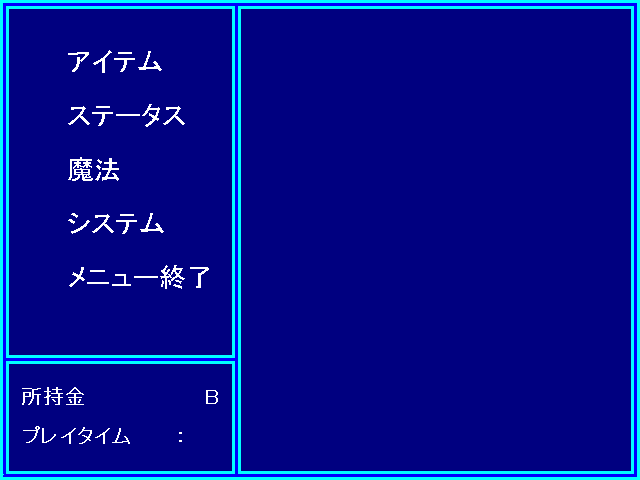 アイテム
ステータス
魔法
システム
メニュー終了
所持金 B
プレイタイム :